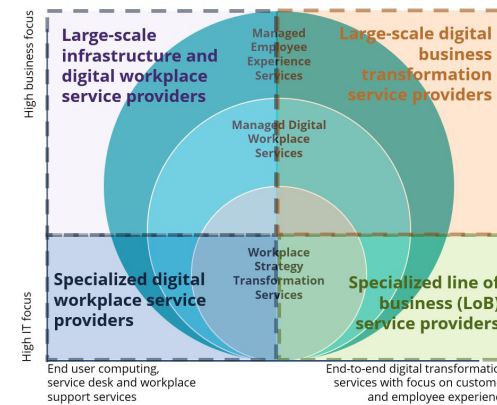 High business focus
Large-scale
infrastructure and
digital workplace
service providers
Managed
Employee
Experience
Services
Large-scale digital
business
transformation
service providers
Managed Digital
Workplace
Services
Workplace
Strategy
Transformation
Services
High IT focus
Specialized digital
workplace service
providers
Specialized line of
business (LoB)
service providers
End user computing,
service desk and workplace
support services
End-to-end digital transformatio
services with focus on custome
and employee experienc